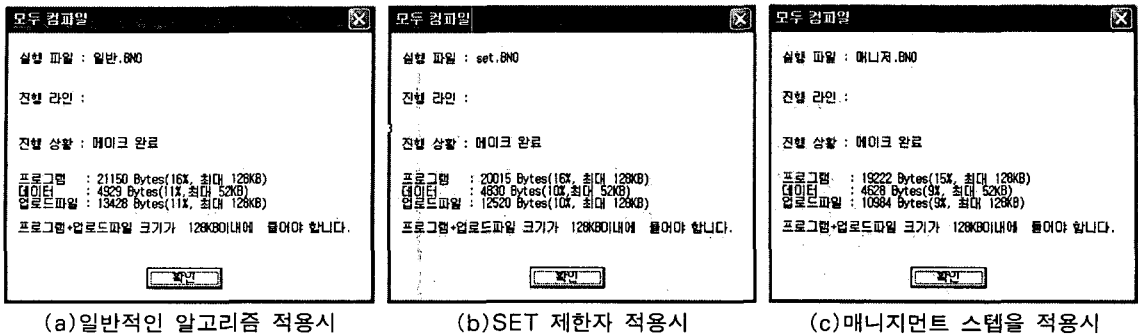 모두 컴파일
실행 파일 : 일반.BNO
진행 라인 :
진행 상황 : 메이크 완료
프로그램 : 21150 Bytes(16%, 최대 128KB)
데이터 : 4929 Bytes(11%, 최대 52KB)
업로드파일 : 13428 Bytes(11%, 최대 128KB)
프로그램+업로드파일 크기가 128KB이내에 들어야 합니다.
확인
(a)일반적인 알고리즘 적용시
모두 컴파일
실행 파일 : set.BNO
진행 라인 :
진행 상황 : 메이크 완료
프로그램 : 20015 Bytes(16%, 최대 128KB)
데이터 : 4830 Bytes(10%, 최대 52KB)
업로드파일 : 12520 Bytes(10%, 최대 128KB)
프로그램+업로드파일 크기가 128KB이내에 들어야 합니다.
확인
(b)SET 제한자 적용시
모두 컴파일
실행 파일 : 매니저.BNO
진행 라인 :
진행 상황 : 메이크 완료
프로그램 : 19222 Bytes(15%, 최대 128KB)
데이터 : 4628 Bytes(9%, 최대 52KB)
업로드파일 : 10984 Bytes(9%, 최대 128KB)
프로그램+업로드파일 크기가 128KB이내에 들어야 합니다.
확인
(c)매니지먼트 스텝을 적용시